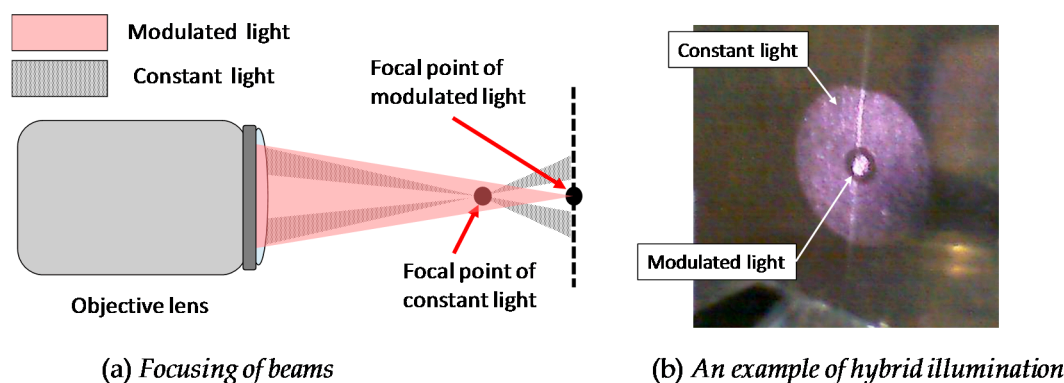 Modulated light
Constant light
Focal point of
modulated light
Focal point of
constant light
Objective lens
(a) Focusing of beams
Constant light
Modulated light
(b) An example of hybrid illumination